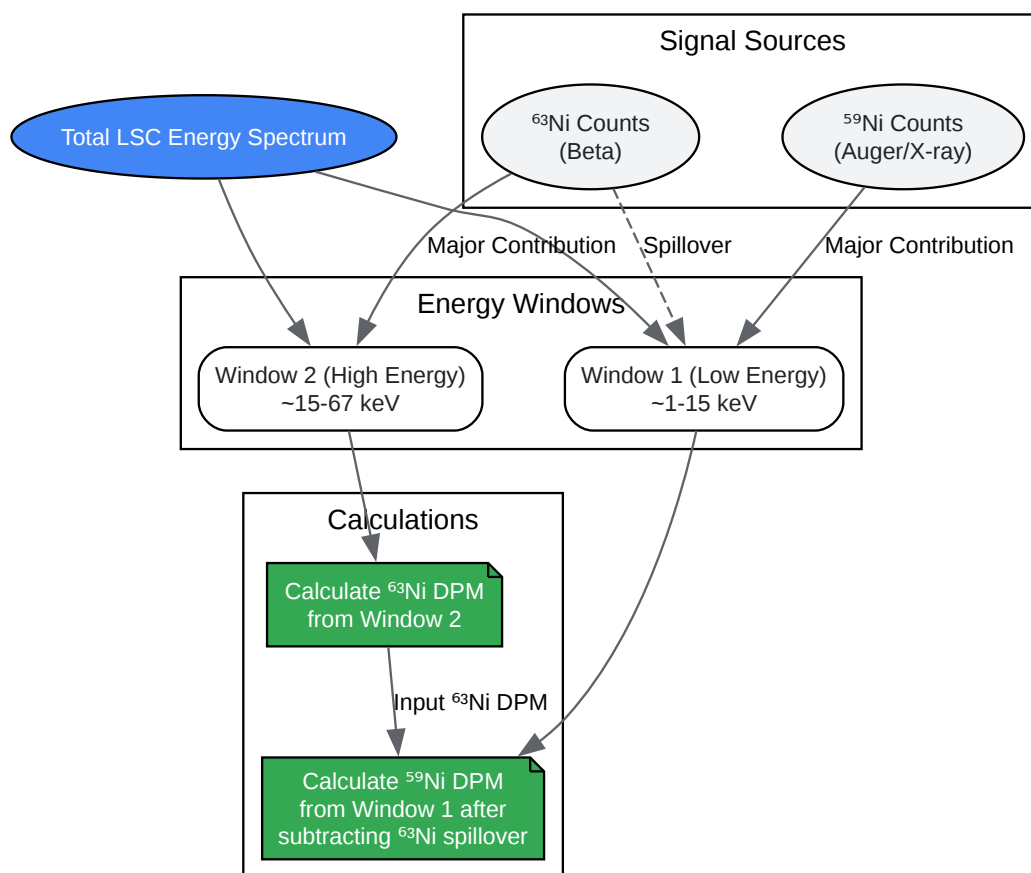 Signal Sources
Total LSC Energy Spectrum
⁶³Ni Counts
(Beta)
⁵⁹Ni Counts
(Auger/X-ray)
Major Contribution
Spillover
Major Contribution
Energy Windows
Window 2 (High Energy)
~15-67 keV
Window 1 (Low Energy)
~1-15 keV
Calculations
Calculate ⁶³Ni DPM
from Window 2
Input ⁶³Ni DPM
Calculate ⁵⁹Ni DPM
from Window 1 after
subtracting ⁶³Ni spillover